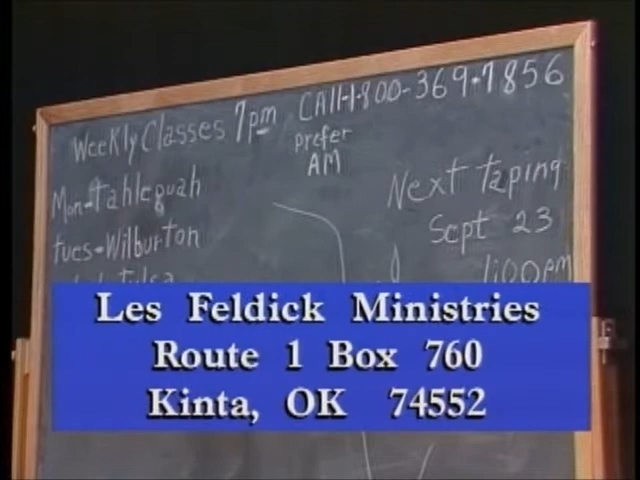 Weekly Classes 7pm CAll-1-800-369-7856
prefer
AM
Mon-Tahlequah
Next taping
Tues-Wilburton
Sept 23
Tulsa
1:00pm
Les Feldick Ministries
Route 1 Box 760
Kinta, OK 74552